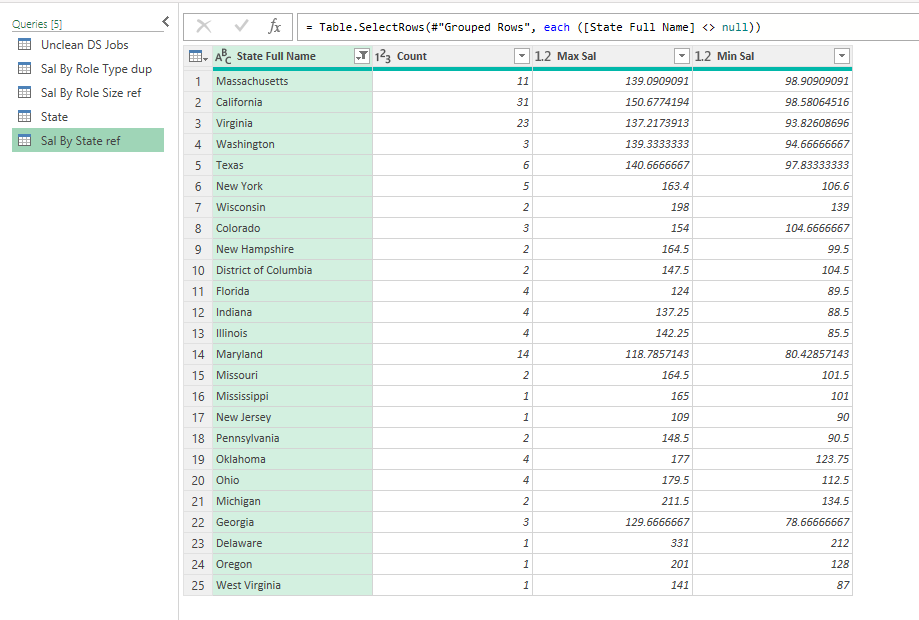 Queries [5]
Unclean DS Jobs
Sal By Role Type dup
Sal By Role Size ref
State
Sal By State ref
fx = Table.SelectRows(#"Grouped Rows", each ([State Full Name] <> null))
ABC State Full Name 123 Count 1.2 Max Sal 1.2 Min Sal
1 Massachusetts 11 139.0909091 98.90909091
2 California 31 150.6774194 98.58064516
3 Virginia 23 137.2173913 93.82608696
4 Washington 3 139.3333333 94.66666667
5 Texas 6 140.6666667 97.83333333
6 New York 5 163.4 106.6
7 Wisconsin 2 198 139
8 Colorado 3 154 104.6666667
9 New Hampshire 2 164.5 99.5
10 District of Columbia 2 147.5 104.5
11 Florida 4 124 89.5
12 Indiana 4 137.25 88.5
13 Illinois 4 142.25 85.5
14 Maryland 14 118.7857143 80.42857143
15 Missouri 2 164.5 101.5
16 Mississippi 1 165 101
17 New Jersey 1 109 90
18 Pennsylvania 2 148.5 90.5
19 Oklahoma 4 177 123.75
20 Ohio 4 179.5 112.5
21 Michigan 2 211.5 134.5
22 Georgia 3 129.6666667 78.66666667
23 Delaware 1 331 212
24 Oregon 1 201 128
25 West Virginia 1 141 87